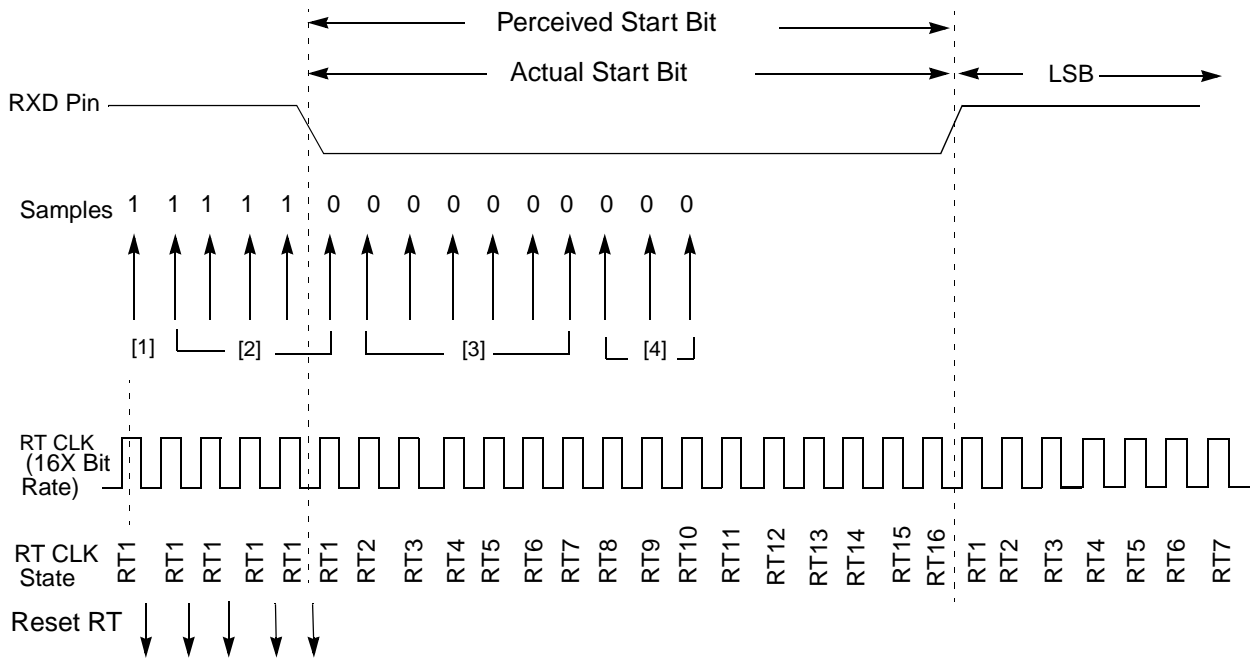 Perceived Start Bit
Actual Start Bit
LSB
RXD Pin
Samples 1 1 1 1 1 0 0 0 0 0 0 0 0 0 0
[1] [2] [3] [4]
RT CLK
(16X Bit
Rate)
RT CLK
State
RT1 RT1 RT1 RT1 RT1 RT1 RT2 RT3 RT4 RT5 RT6 RT7 RT8 RT9 RT10 RT11 RT12 RT13 RT14 RT15 RT16 RT1 RT2 RT3 RT4 RT5 RT6 RT7
Reset RT